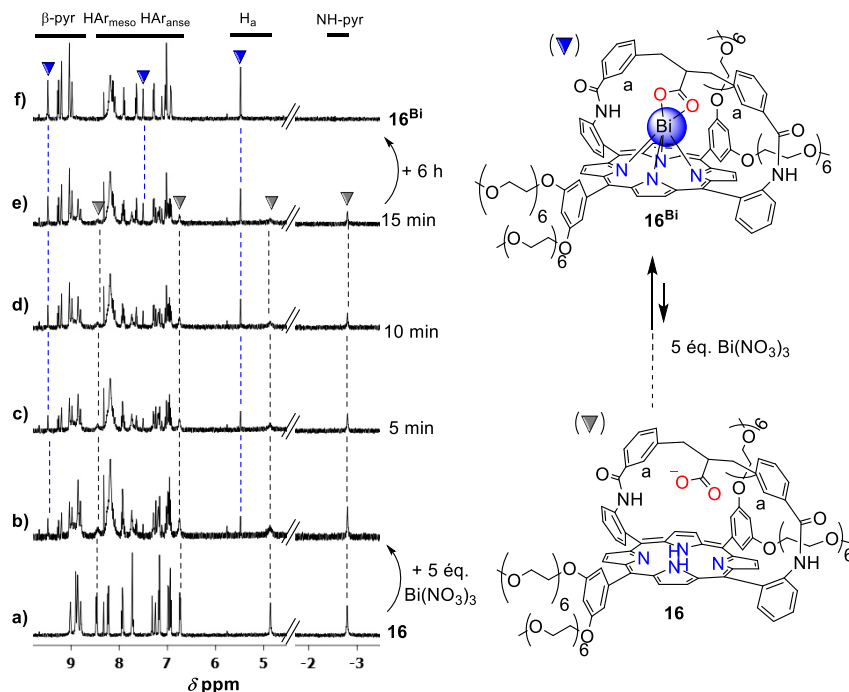 β-pyr HAr_meso HAr_anse H_a NH-pyr
f)
16^Bi
+ 6 h
e)
15 min
d)
10 min
c)
5 min
b)
+ 5 éq.
Bi(NO₃)₃
a)
16
9 8 7 6 5 -2 -3
δ ppm
( )
O
6
O
a
O
NH
O
O
Bi
O
a
O
O
O
6
NH
N
N
N
N
O
6
O
O
6
O
16^Bi
5 éq. Bi(NO₃)₃
( )
O
6
O
a
O
NH
–
O
O
O
a
O
O
O
6
NH
N
HN
NH
N
O
6
O
O
6
O
16